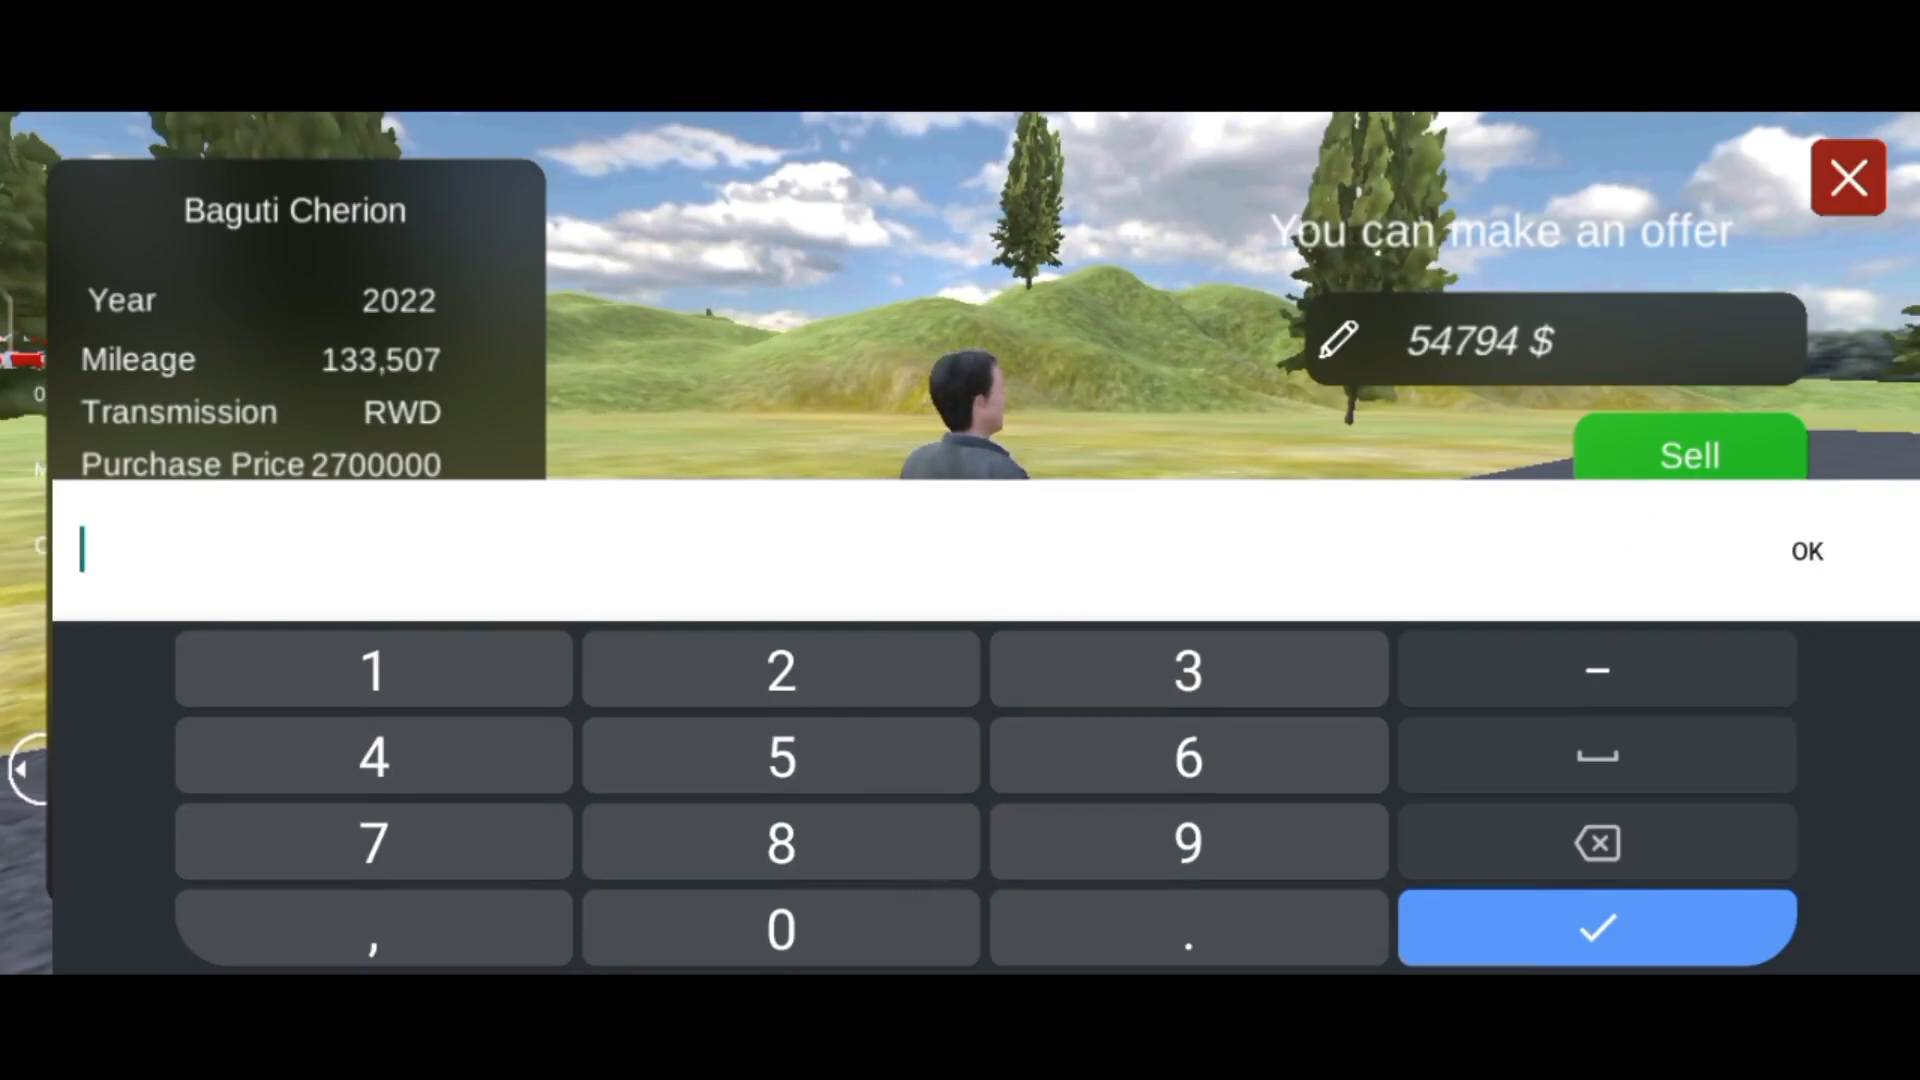 Baguti Cherion
Year 2022
Mileage 133,507
Transmission RWD
Purchase Price 2700000
You can make an offer
54794 $
Sell
OK
1 2 3 –
4 5 6
7 8 9
, 0 .